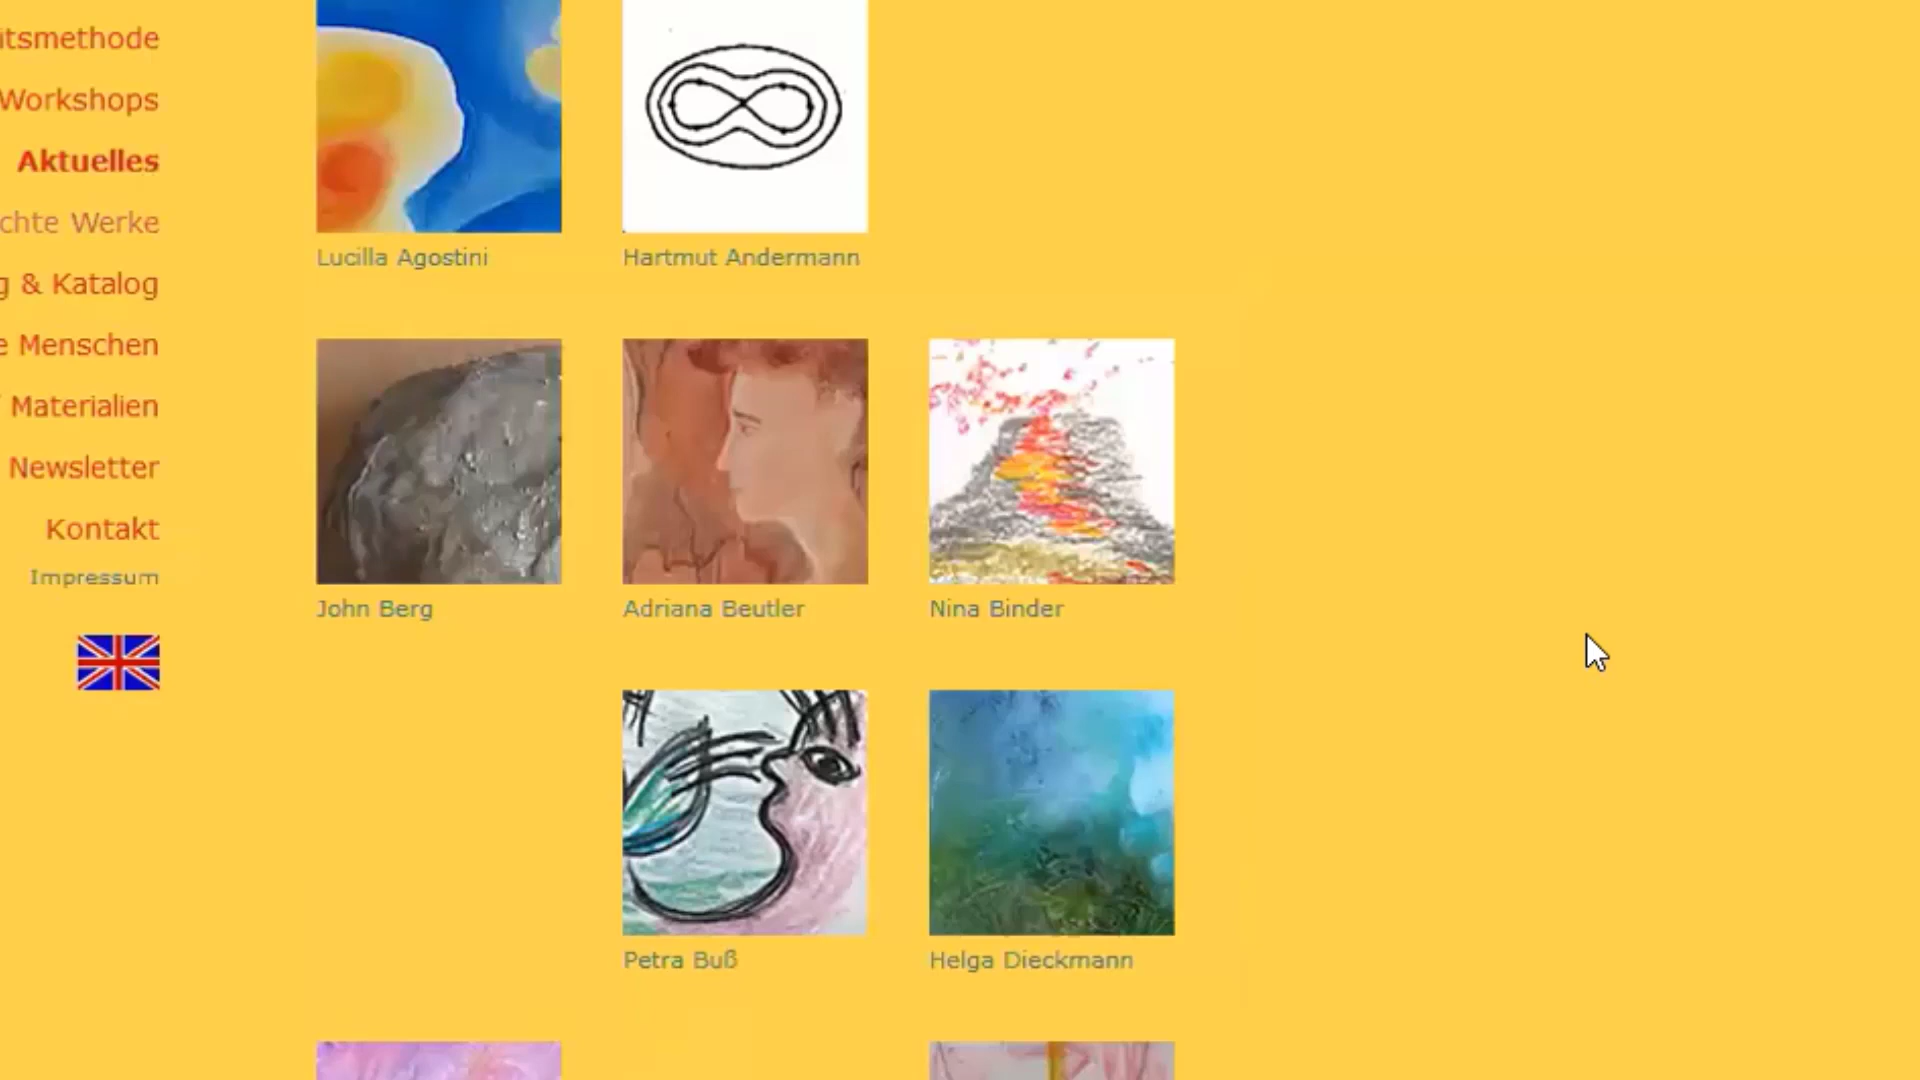 itsmethode
Workshops
Aktuelles
chte Werke
g & Katalog
e Menschen
Materialien
Newsletter
Kontakt
Impressum
Lucilla Agostini
Hartmut Andermann
John Berg
Adriana Beutler
Nina Binder
Petra Buß
Helga Dieckmann